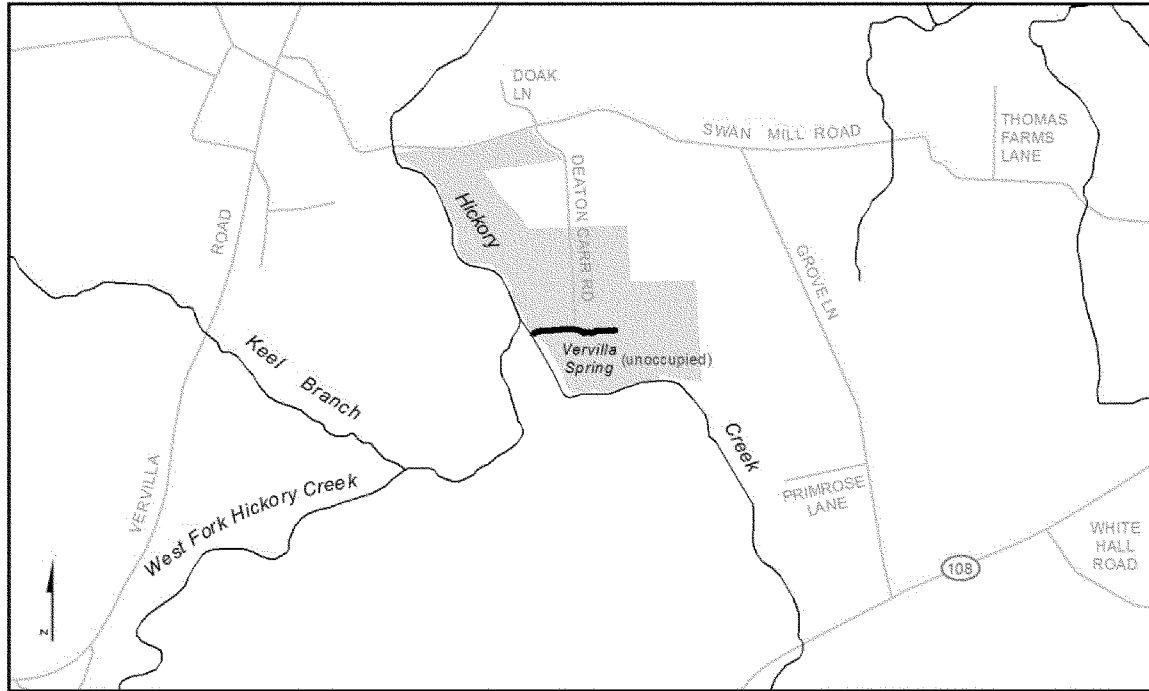 DOAK
LN
SWAN MILL ROAD
THOMAS
FARMS
LANE
DEATON CARR RD
Hickory
ROAD
GROVE LN
Keel Branch
Vervilla
Spring
(unoccupied)
Creek
West Fork Hickory Creek
VERVILLA
PRIMROSE
LANE
WHITE
HALL
ROAD
108
N